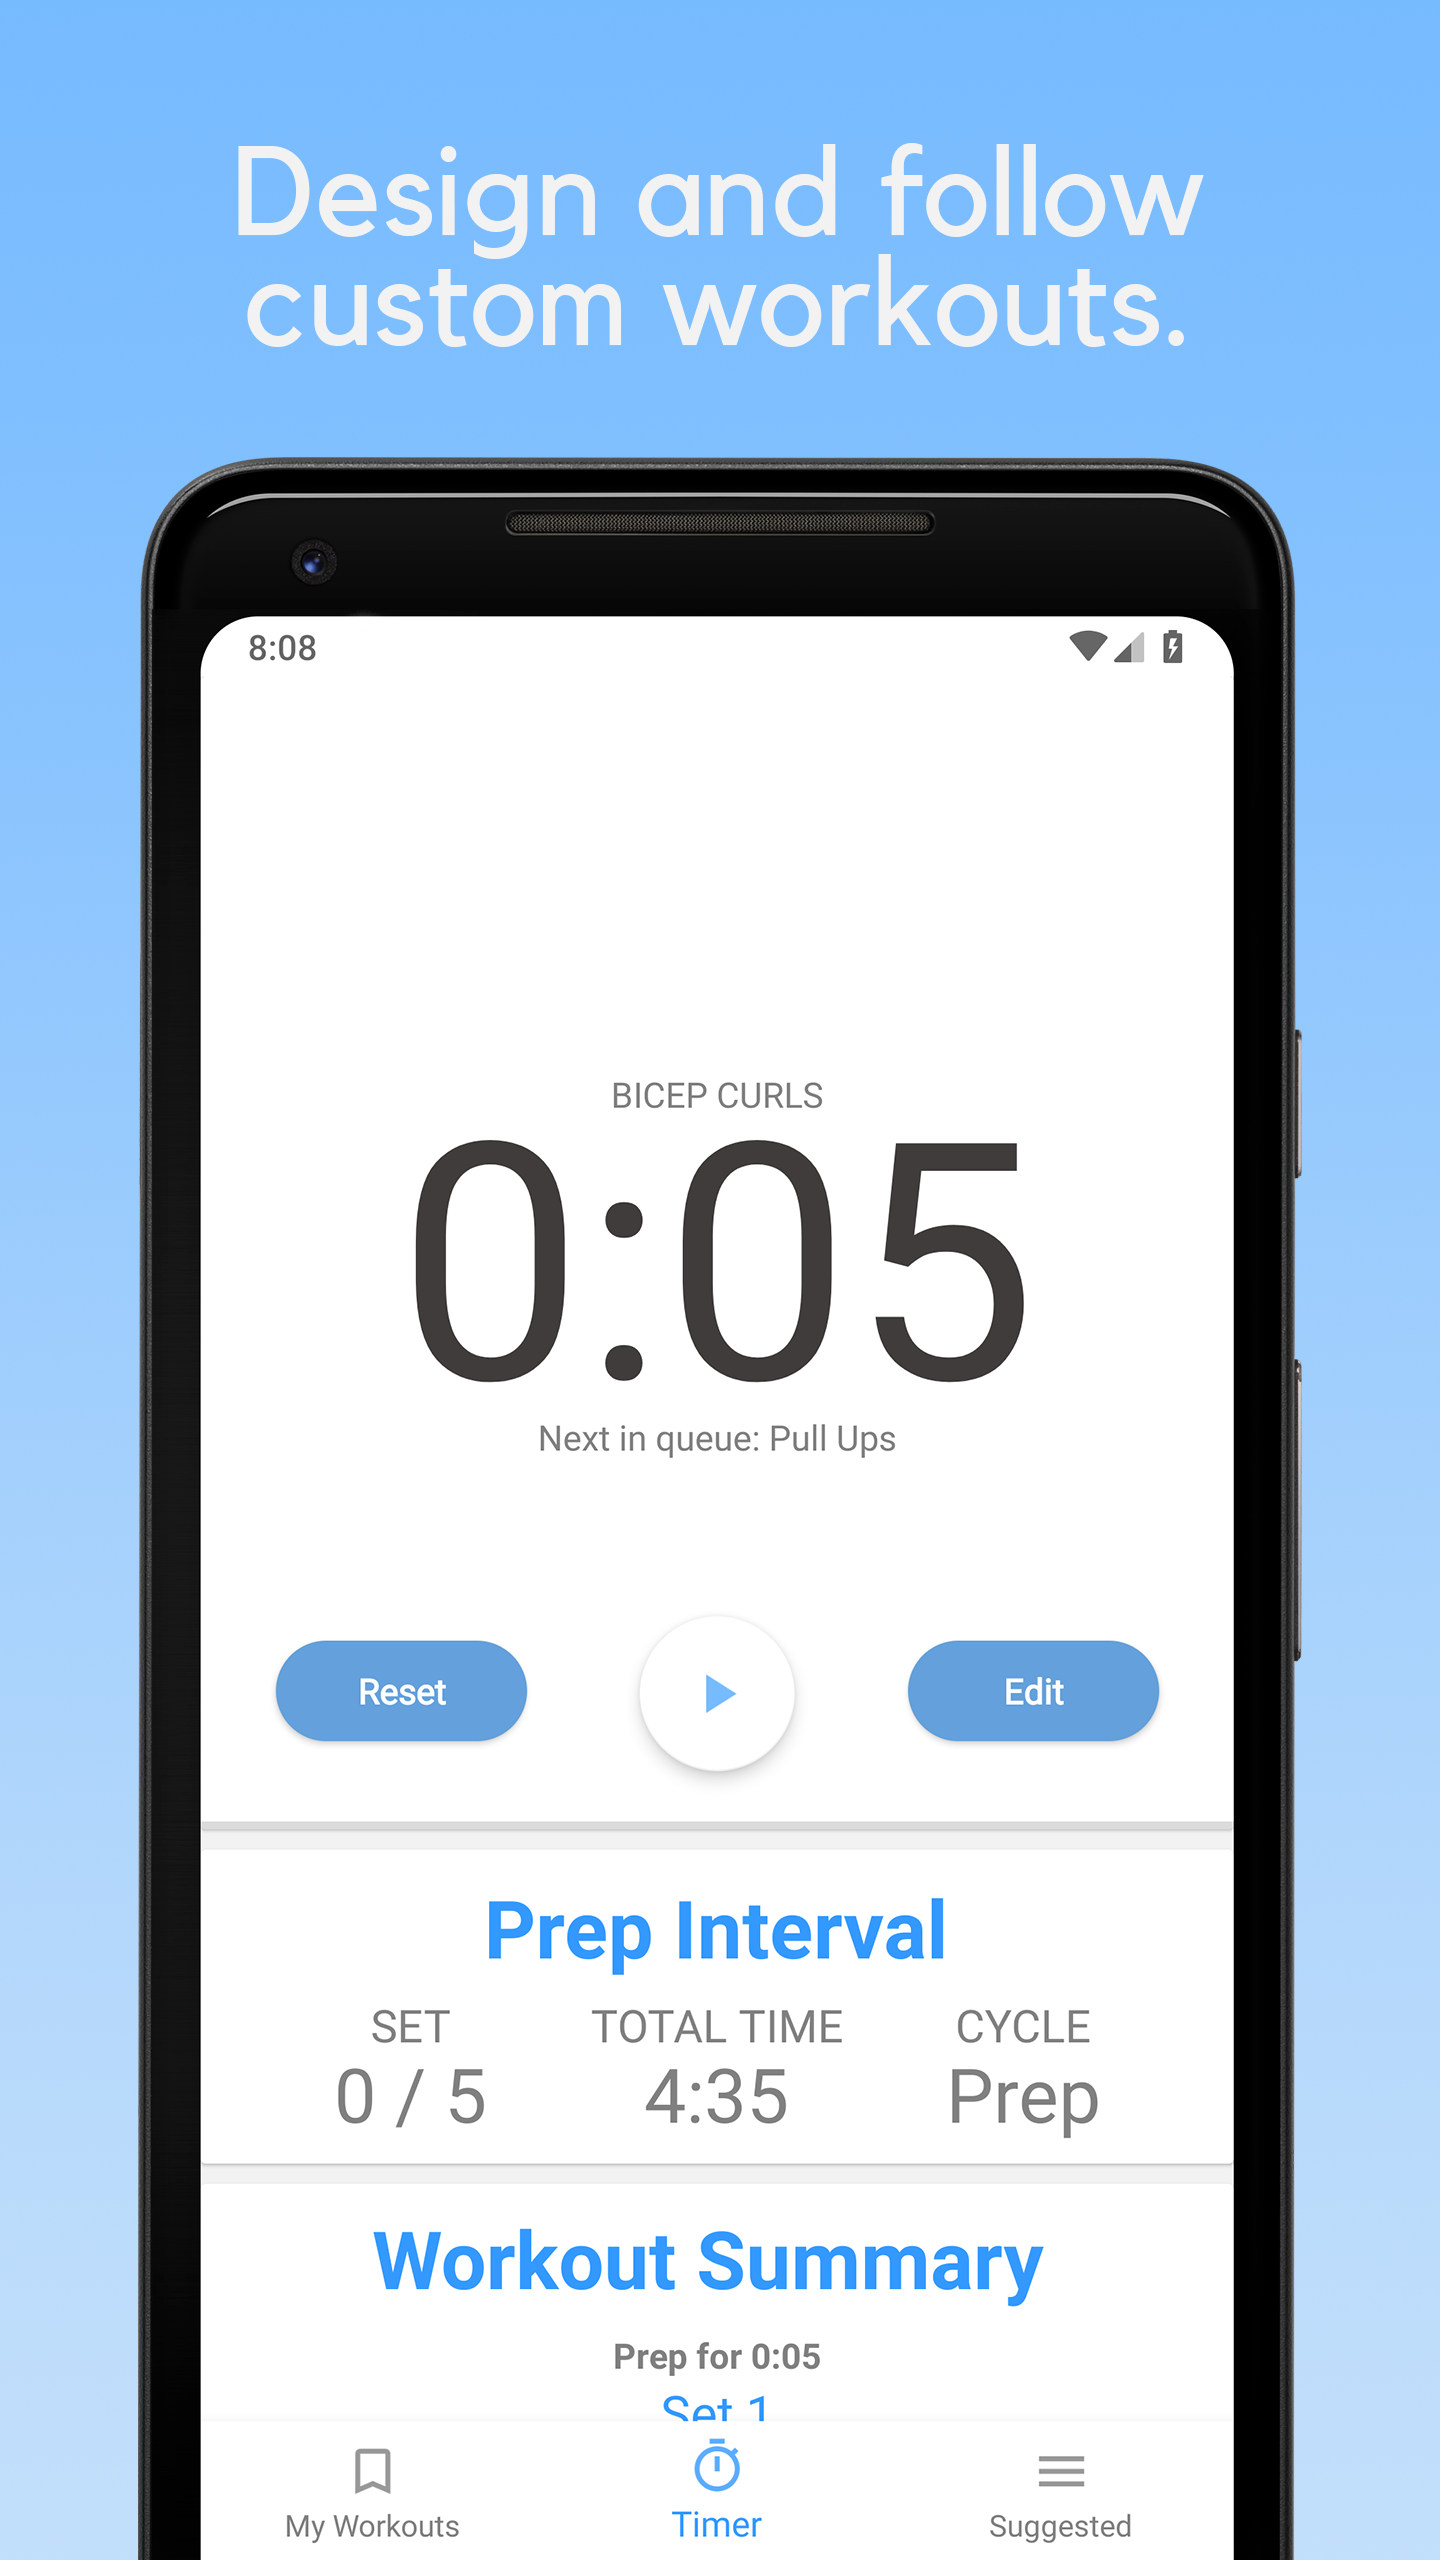 Design and follow
custom workouts.
8:08
BICEP CURLS
0:05
Next in queue: Pull Ups
Reset
Edit
Prep Interval
SET
TOTAL TIME
CYCLE
0 / 5
4:35
Prep
Workout Summary
Prep for 0:05
Set 1
My Workouts
Timer
Suggested